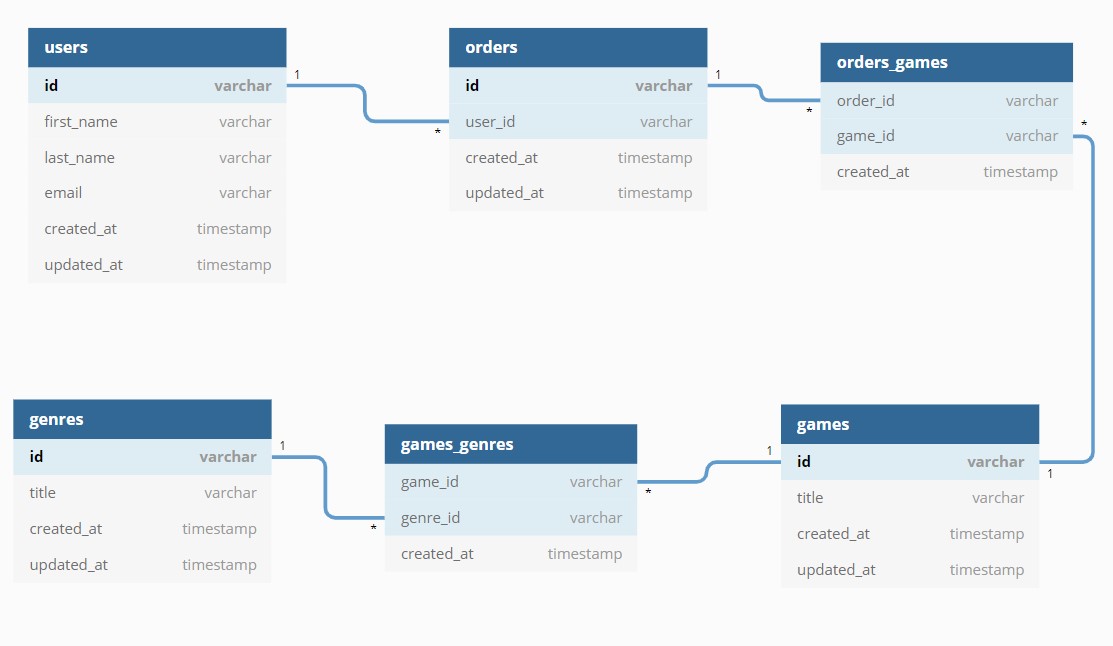 users
id varchar
first_name varchar
last_name varchar
email varchar
created_at timestamp
updated_at timestamp
1
*
orders
id varchar
user_id varchar
created_at timestamp
updated_at timestamp
1
*
orders_games
order_id varchar
game_id varchar
created_at timestamp
*
genres
id varchar
title varchar
created_at timestamp
updated_at timestamp
1
*
games_genres
game_id varchar
genre_id varchar
created_at timestamp
*
1
games
id varchar
title varchar
created_at timestamp
updated_at timestamp
1